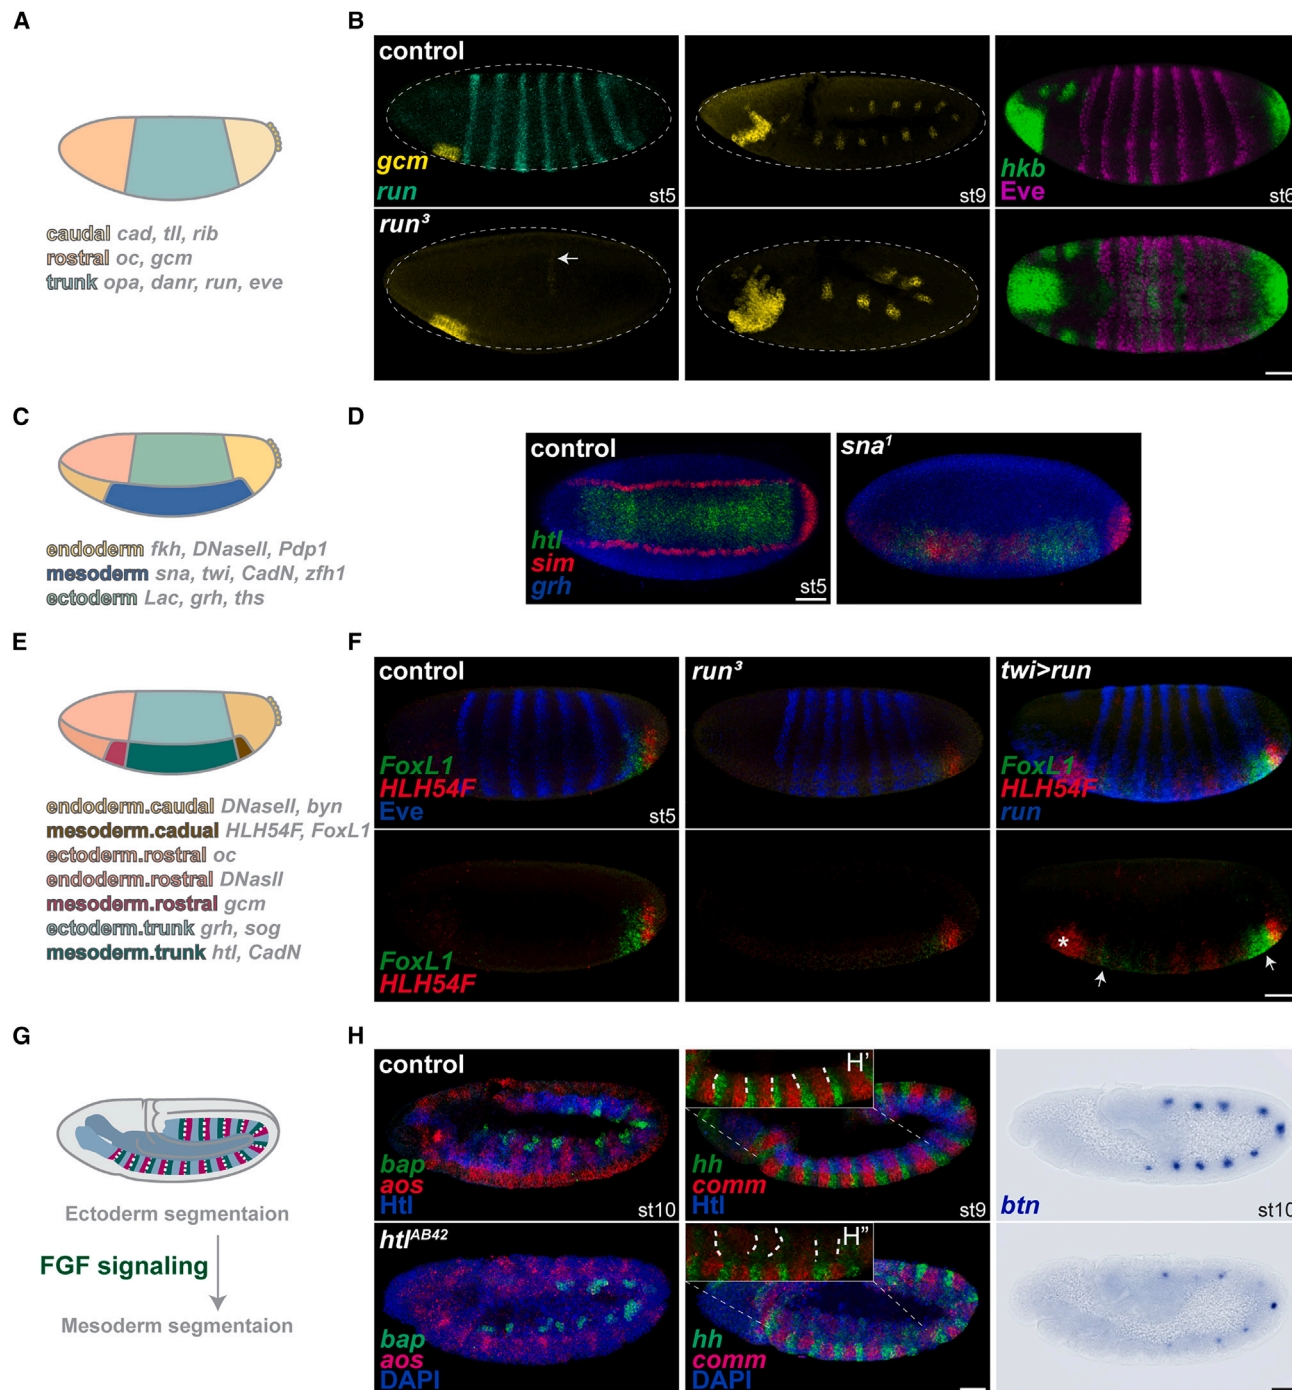 A
caudal cad, tll, rib
rostral oc, gcm
trunk opa, danr, run, eve
B
control
gcm
run
st5
st9
hkb
Eve
st6
run³
C
endoderm fkh, DNaseII, Pdp1
mesoderm sna, twi, CadN, zfh1
ectoderm Lac, grh, ths
D
control
htl
sim
grh
st5
sna¹
E
endoderm.caudal DNaseII, byn
mesoderm.cadual HLH54F, FoxL1
ectoderm.rostral oc
endoderm.rostral DNasII
mesoderm.rostral gcm
ectoderm.trunk grh, sog
mesoderm.trunk htl, CadN
F
control
FoxL1
HLH54F
Eve
st5
run³
twi>run
FoxL1
HLH54F
run
FoxL1
HLH54F
*
G
Ectoderm segmentaion
FGF signaling
Mesoderm segmentaion
H
control
bap
aos
Htl
st10
H'
hh
comm
Htl
st9
btn
st10
htlᴬᴮ⁴²
bap
aos
DAPI
H"
hh
comm
DAPI